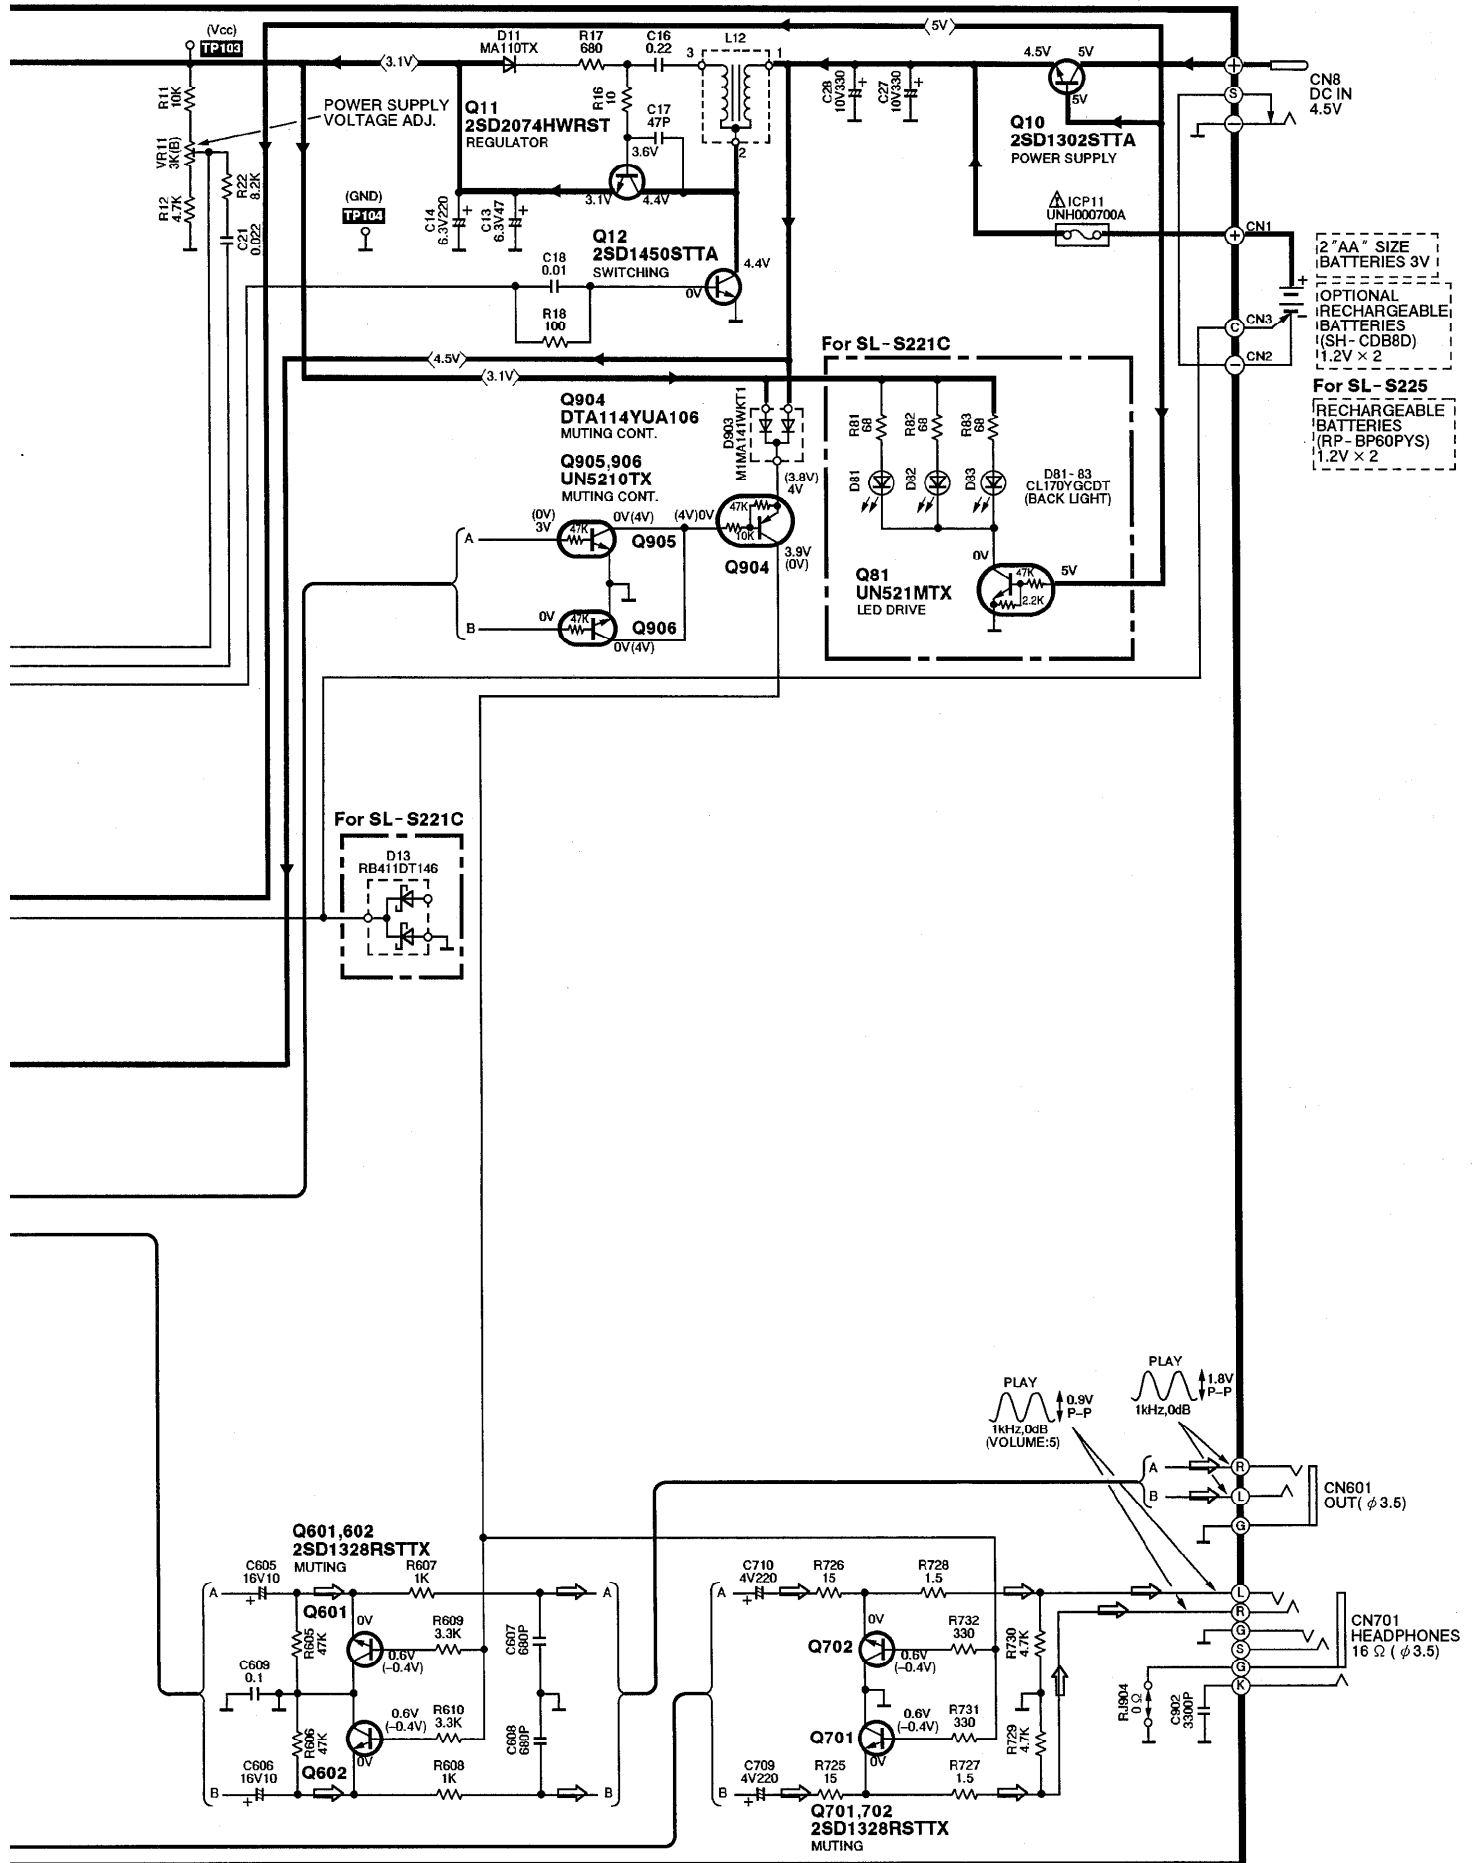 (Vcc)
TP103
(5V)
D11
MA110TX
R17
680
C16
0.22
L12
3
1
2
(3.1V)
4.5V
5V
5V
CN8
DC IN
4.5V
+
S
−
R11
10K
POWER SUPPLY
VOLTAGE ADJ.
VR11
3K(B)
R12
4.7K
R22
8.2K
C21
0.022
Q11
2SD2074HWRST
REGULATOR
R16
10
C17
47P
3.6V
3.1V
4.4V
C28
10V330
C27
10V330
Q10
2SD1302STTA
POWER SUPPLY
(GND)
TP104
C14
6.3V220
C13
6.3V47
ICP11
UNH000700A
Q12
2SD1450STTA
SWITCHING
4.4V
0V
C18
0.01
R18
100
+
CN1
C
CN3
−
CN2
2"AA" SIZE
BATTERIES 3V
OPTIONAL
RECHARGEABLE
BATTERIES
(SH-CDB8D)
1.2V × 2
For SL-S225
RECHARGEABLE
BATTERIES
(RP-BP60PYS)
1.2V × 2
(4.5V)
(3.1V)
For SL-S221C
Q904
DTA114YUA106
MUTING CONT.
Q905,906
UN5210TX
MUTING CONT.
D903
M1MA141WKT1
(3.8V)
4V
R81
68
R82
68
R83
68
D81
D82
D83
D81-83
CL170YGCDT
(BACK LIGHT)
A
(0V)
3V
47K
0V(4V)
Q905
(4V)0V
47K
10K
Q904
3.9V
(0V)
B
0V
47K
Q906
0V(4V)
0V
Q81
UN521MTX
LED DRIVE
47K
2.2K
5V
For SL-S221C
D13
RB411DT146
PLAY
1.8V
P-P
1kHz,0dB
PLAY
0.9V
P-P
1kHz,0dB
(VOLUME:5)
A
B
R
L
G
CN601
OUT(φ3.5)
Q601,602
2SD1328RSTTX
MUTING
A
C605
16V10
R607
1K
Q601
0V
R605
47K
R609
3.3K
0.6V
(−0.4V)
C607
680P
A
C609
0.1
R606
47K
0.6V
(−0.4V)
R610
3.3K
C608
680P
0V
Q602
B
C606
16V10
R608
1K
B
A
C710
4V220
R726
15
R728
1.5
0V
Q702
R732
330
0.6V
(−0.4V)
R730
4.7K
0.6V
(−0.4V)
R731
330
Q701
0V
R729
4.7K
B
C709
4V220
R725
15
R727
1.5
Q701,702
2SD1328RSTTX
MUTING
L
R
G
S
G
K
CN701
HEADPHONES
16 Ω (φ3.5)
RJ904
0 Ω
C902
3300P